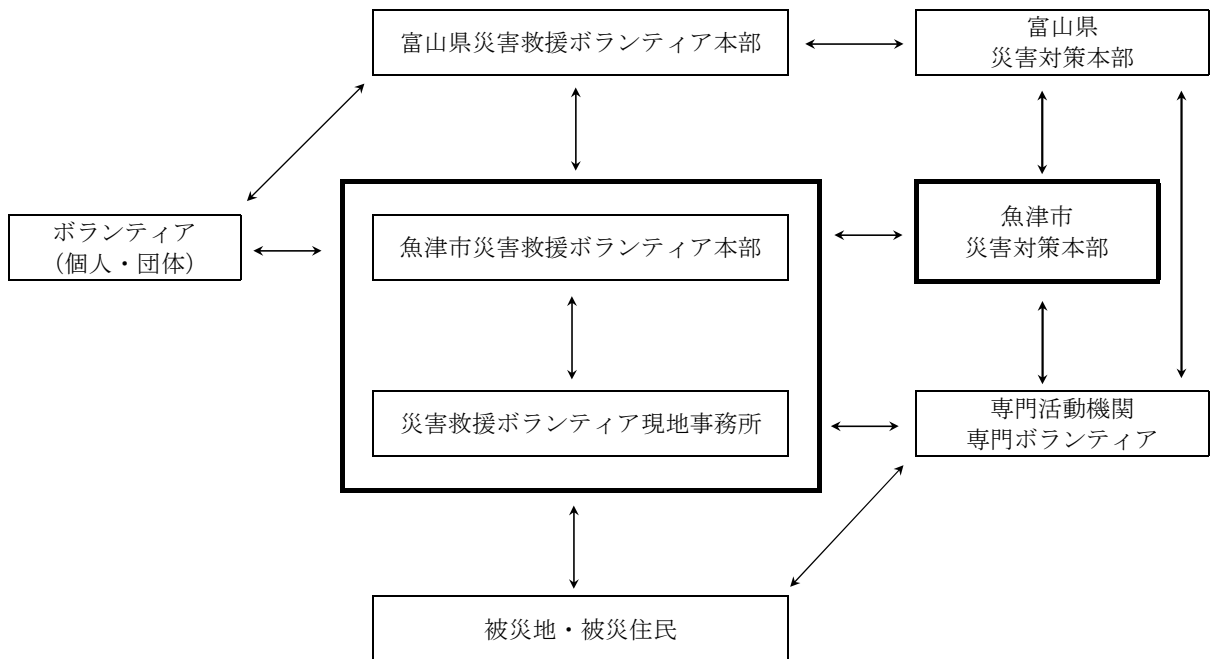 富山県災害救援ボランティア本部
富山県
災害対策本部
ボランティア
（個人・団体）
魚津市災害救援ボランティア本部
魚津市
災害対策本部
災害救援ボランティア現地事務所
専門活動機関
専門ボランティア
被災地・被災住民